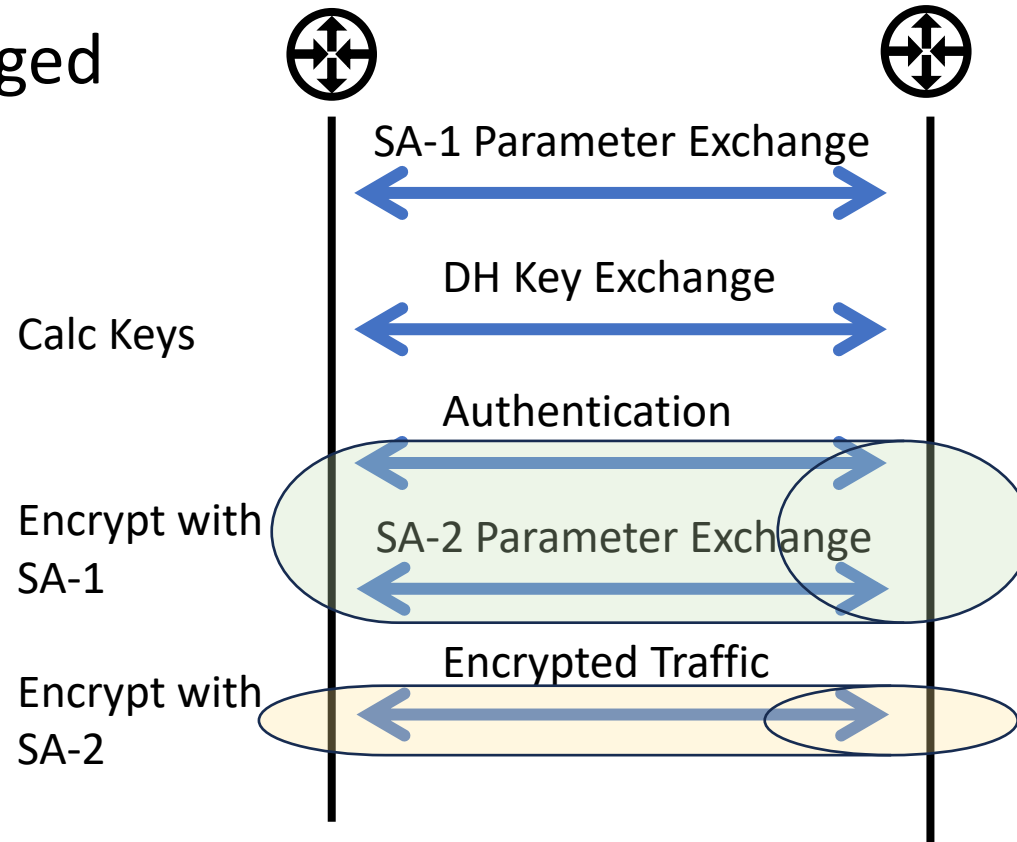 ged
SA-1 Parameter Exchange
DH Key Exchange
Calc Keys
Authentication
Encrypt with
SA-1
SA-2 Parameter Exchange
Encrypted Traffic
Encrypt with
SA-2